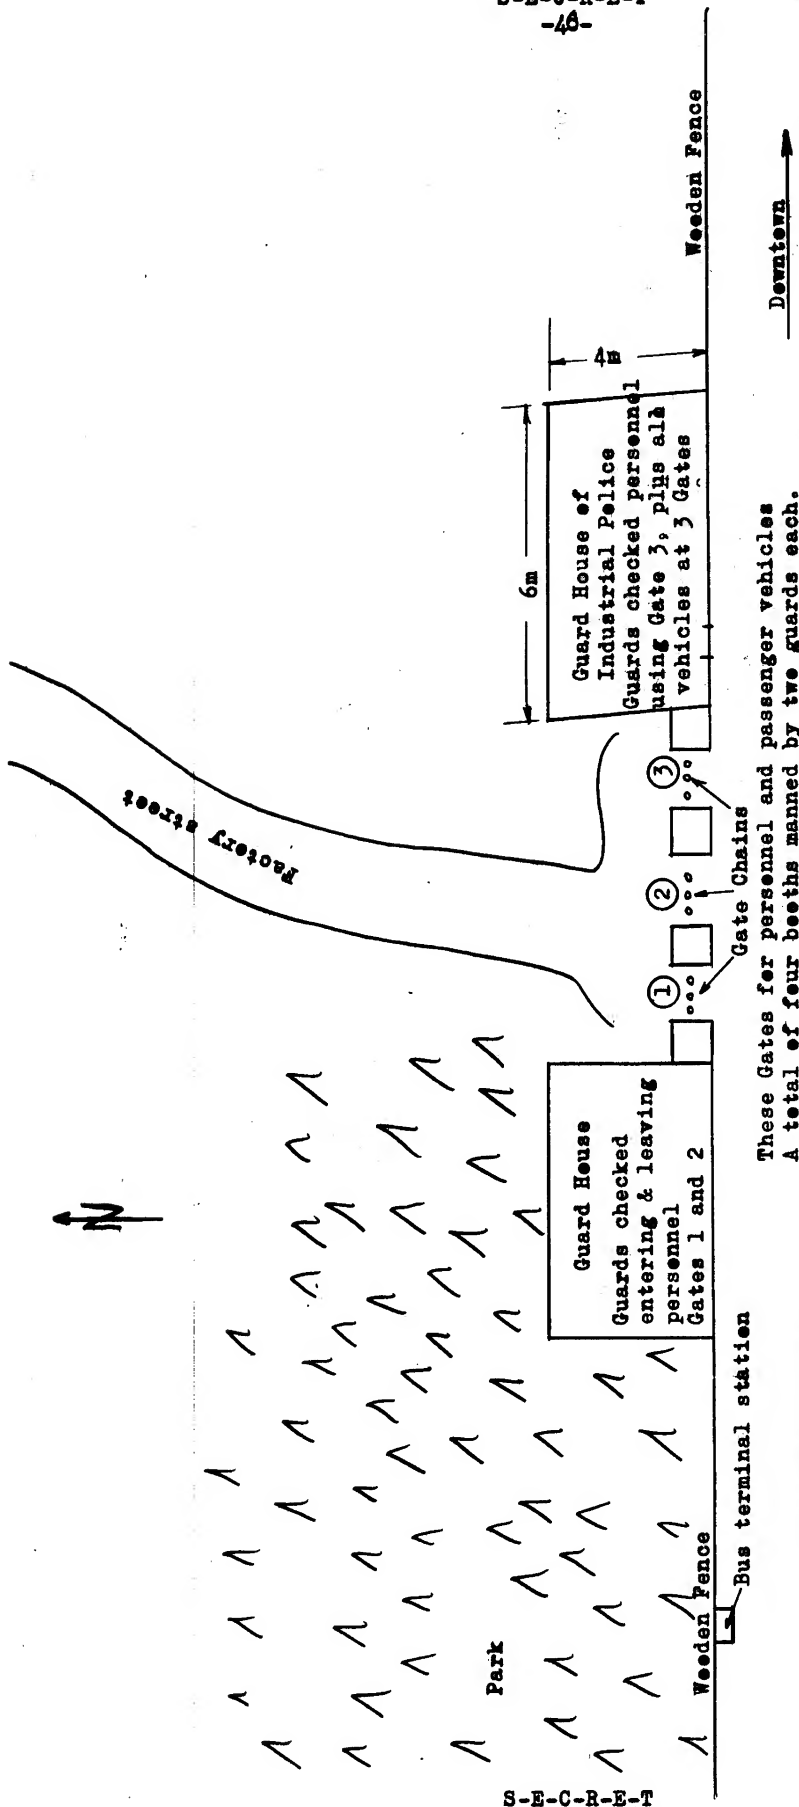 S-E-C-R-E-T
-48-
Factory street
N
6m
4m
Guard House of
Industrial Police
Guards checked personnel
using Gate 3, plus all
vehicles at 3 Gates
Wooden Fence
Downtown
Guard House
Guards checked
entering & leaving
personnel
Gates 1 and 2
1
2
3
Gate Chains
These Gates for personnel and passenger vehicles
A total of four booths manned by two guards each.
Park
Wooden Fence
Bus terminal station
S-E-C-R-E-T